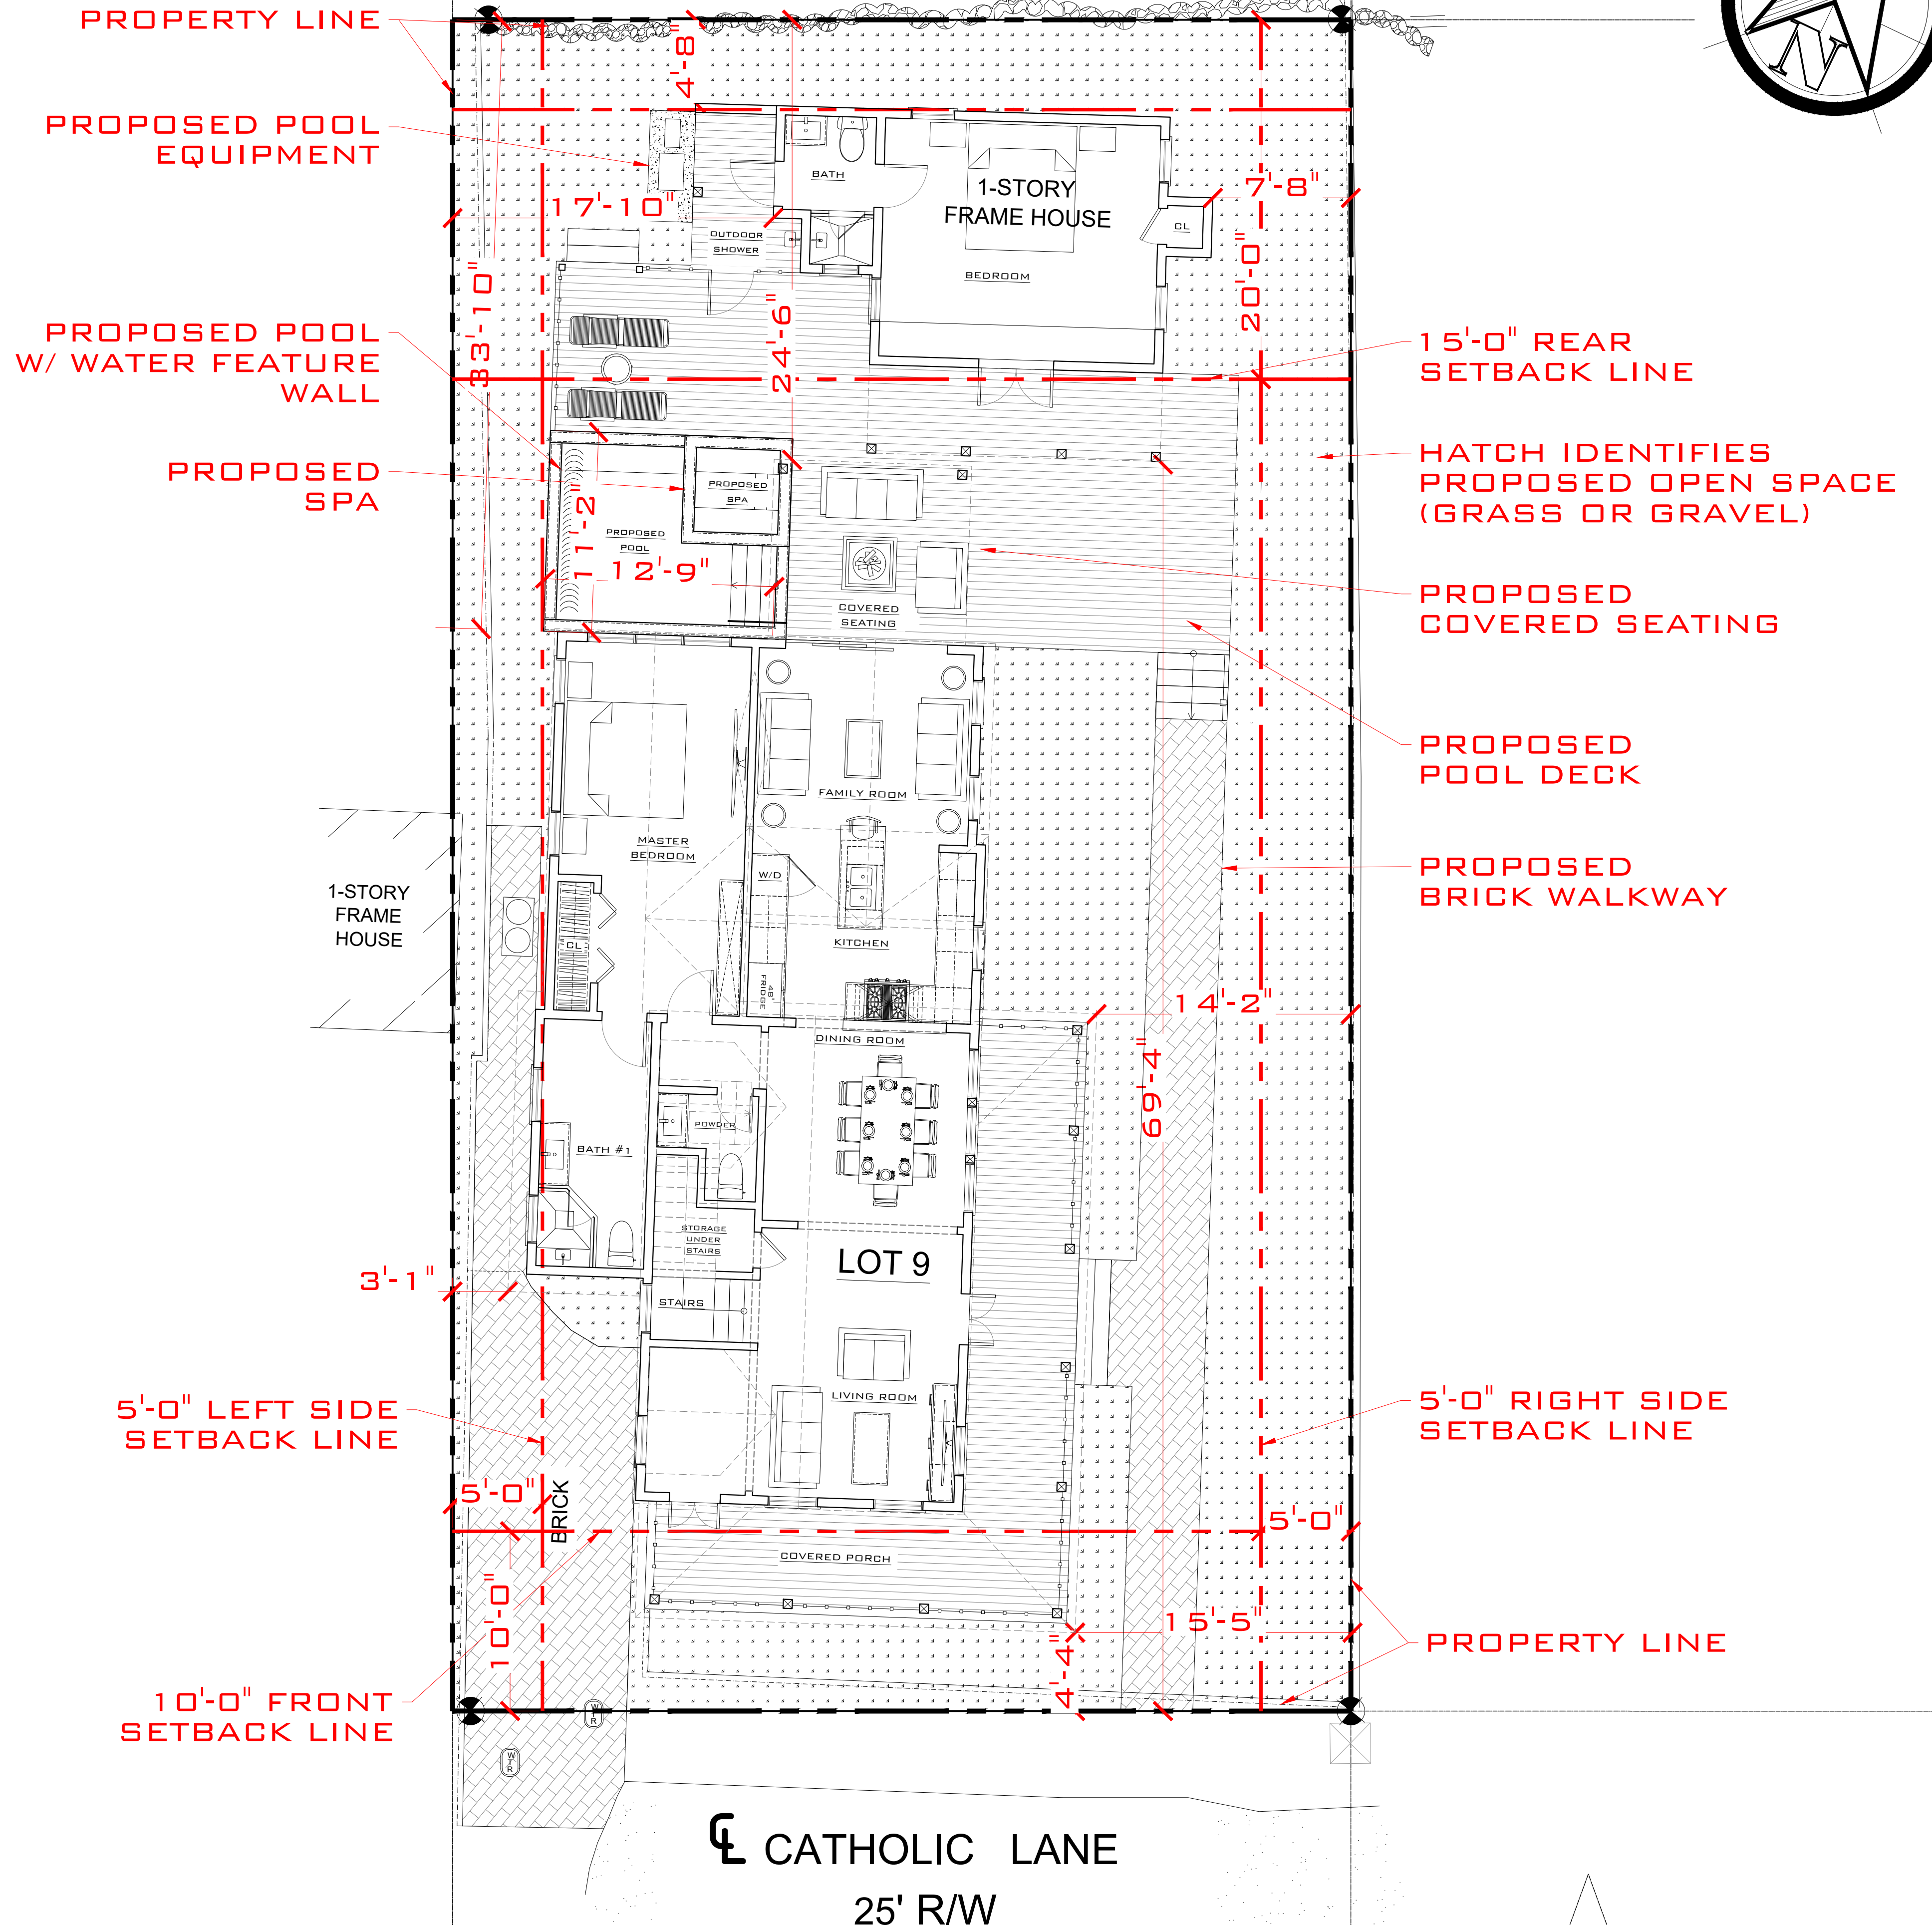 PROPERTY LINE
4'-8"
N
PROPOSED POOL
EQUIPMENT
BATH
1-STORY
FRAME HOUSE
7'-8"
17'-10"
OUTDOOR
SHOWER
CL
BEDROOM
20'-0"
33'-10"
24'-6"
PROPOSED POOL
W/ WATER FEATURE
WALL
15'-0" REAR
SETBACK LINE
HATCH IDENTIFIES
PROPOSED OPEN SPACE
(GRASS OR GRAVEL)
PROPOSED
SPA
PROPOSED
SPA
11'-2"
PROPOSED
POOL
12'-9"
COVERED
SEATING
PROPOSED
COVERED SEATING
PROPOSED
POOL DECK
FAMILY ROOM
MASTER
BEDROOM
W/D
PROPOSED
BRICK WALKWAY
1-STORY
FRAME
HOUSE
CL
KITCHEN
48"
FRIDGE
14'-2"
DINING ROOM
69'-4"
POWDER
BATH #1
STORAGE
UNDER
STAIRS
LOT 9
3'-1"
STAIRS
LIVING ROOM
5'-0" LEFT SIDE
SETBACK LINE
5'-0" RIGHT SIDE
SETBACK LINE
5'-0"
BRICK
5'-0"
COVERED PORCH
10'-0"
15'-5"
4'-4"
PROPERTY LINE
10'-0" FRONT
SETBACK LINE
WTR
WTR
CL CATHOLIC LANE
25' R/W